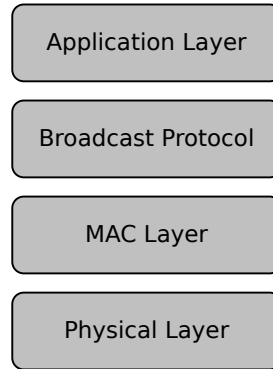 Application Layer
Broadcast Protocol
MAC Layer
Physical Layer